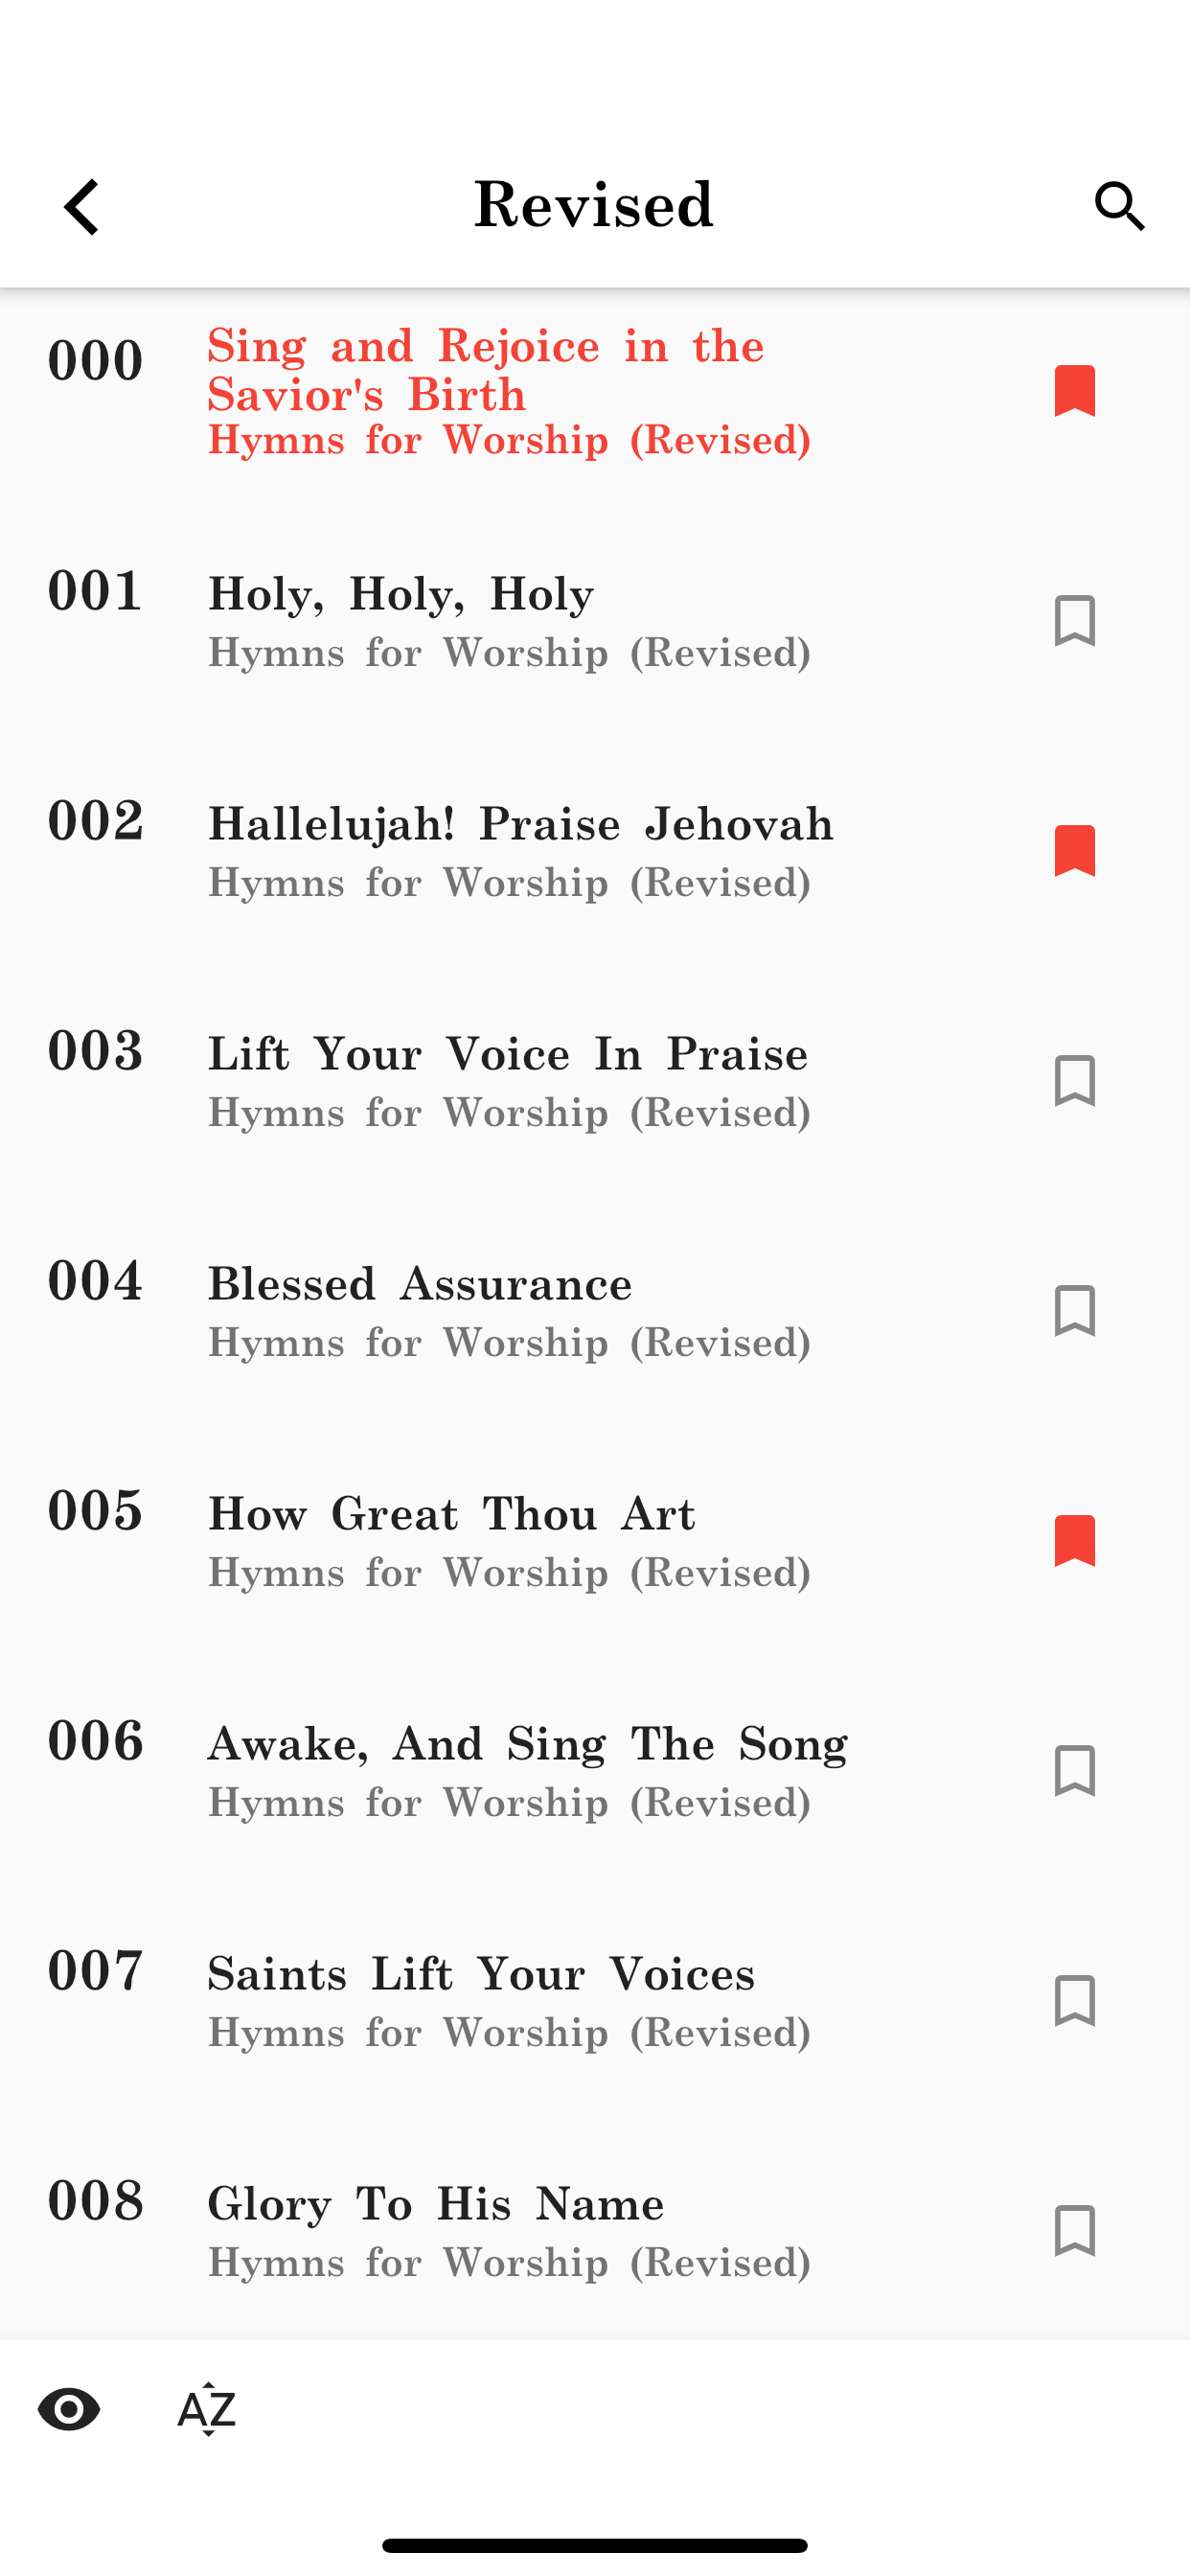 Revised
000
Sing and Rejoice in the
Savior's Birth
Hymns for Worship (Revised)
001
Holy, Holy, Holy
Hymns for Worship (Revised)
002
Hallelujah! Praise Jehovah
Hymns for Worship (Revised)
003
Lift Your Voice In Praise
Hymns for Worship (Revised)
004
Blessed Assurance
Hymns for Worship (Revised)
005
How Great Thou Art
Hymns for Worship (Revised)
006
Awake, And Sing The Song
Hymns for Worship (Revised)
007
Saints Lift Your Voices
Hymns for Worship (Revised)
008
Glory To His Name
Hymns for Worship (Revised)
AZ